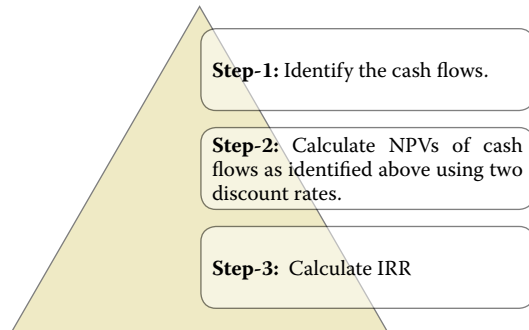 Step-1: Identify the cash flows.
Step-2: Calculate NPVs of cash
flows as identified above using two
discount rates.
Step-3: Calculate IRR